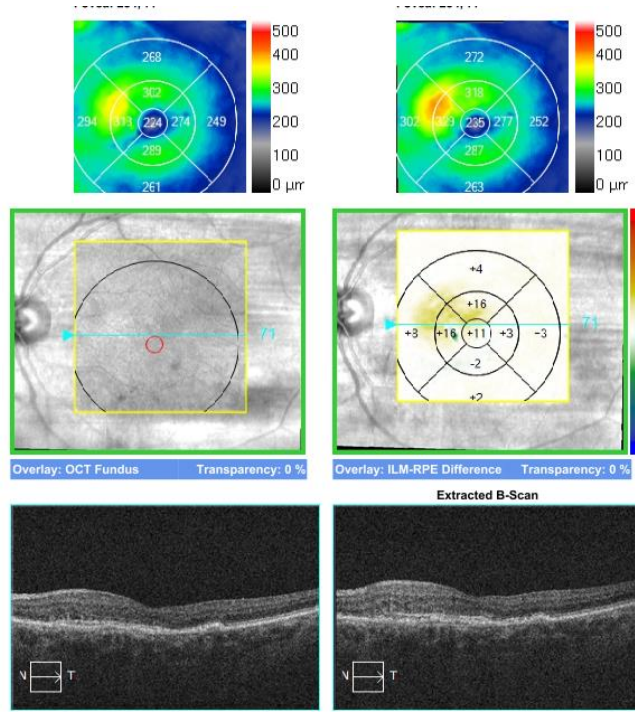 500
400
300
200
100
0 µm
268
302
294 313 224 274 249
289
261
500
400
300
200
100
0 µm
272
318
302 329 235 277 252
287
263
71
+4
+16
+8 +16 +11 +3 -3
-2
+2
71
Overlay: OCT Fundus Transparency: 0 %
Overlay: ILM-RPE Difference Transparency: 0 %
Extracted B-Scan
N T
N T